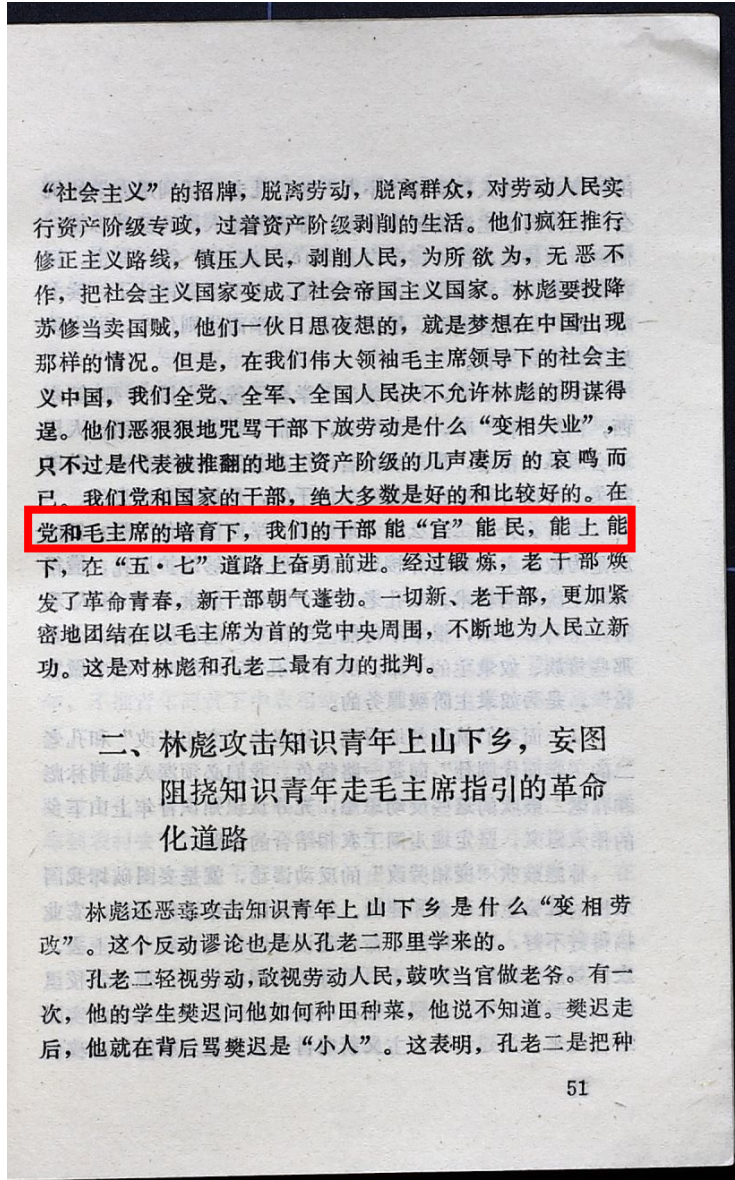 “社会主义”的招牌，脱离劳动，脱离群众，对劳动人民实
行资产阶级专政，过着资产阶级剥削的生活。他们疯狂推行
修正主义路线，镇压人民，剥削人民，为所欲为，无恶不
作，把社会主义国家变成了社会帝国主义国家。林彪要投降
苏修当卖国贼，他们一伙日思夜想的，就是梦想在中国出现
那样的情况。但是，在我们伟大领袖毛主席领导下的社会主
义中国，我们全党、全军、全国人民决不允许林彪的阴谋得
逞。他们恶狠狠地咒骂干部下放劳动是什么“变相失业”，
只不过是代表被推翻的地主资产阶级的几声凄厉的哀鸣而
已。我们党和国家的干部，绝大多数是好的和比较好的。在
党和毛主席的培育下，我们的干部能“官”能民，能上能
下，在“五·七”道路上奋勇前进。经过锻炼，老干部焕
发了革命青春，新干部朝气蓬勃。一切新、老干部，更加紧
密地团结在以毛主席为首的党中央周围，不断地为人民立新
功。这是对林彪和孔老二最有力的批判。
二、林彪攻击知识青年上山下乡，妄图
阻挠知识青年走毛主席指引的革命
化道路
林彪还恶毒攻击知识青年上山下乡是什么“变相劳
改”。这个反动谬论也是从孔老二那里学来的。
孔老二轻视劳动，敌视劳动人民，鼓吹当官做老爷。有一
次，他的学生樊迟问他如何种田种菜，他说不知道。樊迟走
后，他就在背后骂樊迟是“小人”。这表明，孔老二是把种
51